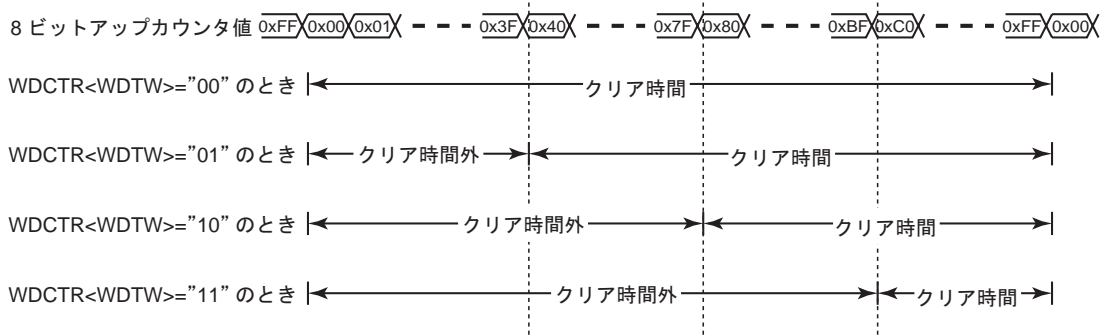 8 ビットアップカウンタ値 0xFF 0x00 0x01 0x3F 0x40 0x7F 0x80 0xBF 0xC0 0xFF 0x00
WDCTR<WDTW>="00" のとき クリア時間
WDCTR<WDTW>="01" のとき クリア時間外 クリア時間
WDCTR<WDTW>="10" のとき クリア時間外 クリア時間
WDCTR<WDTW>="11" のとき クリア時間外 クリア時間